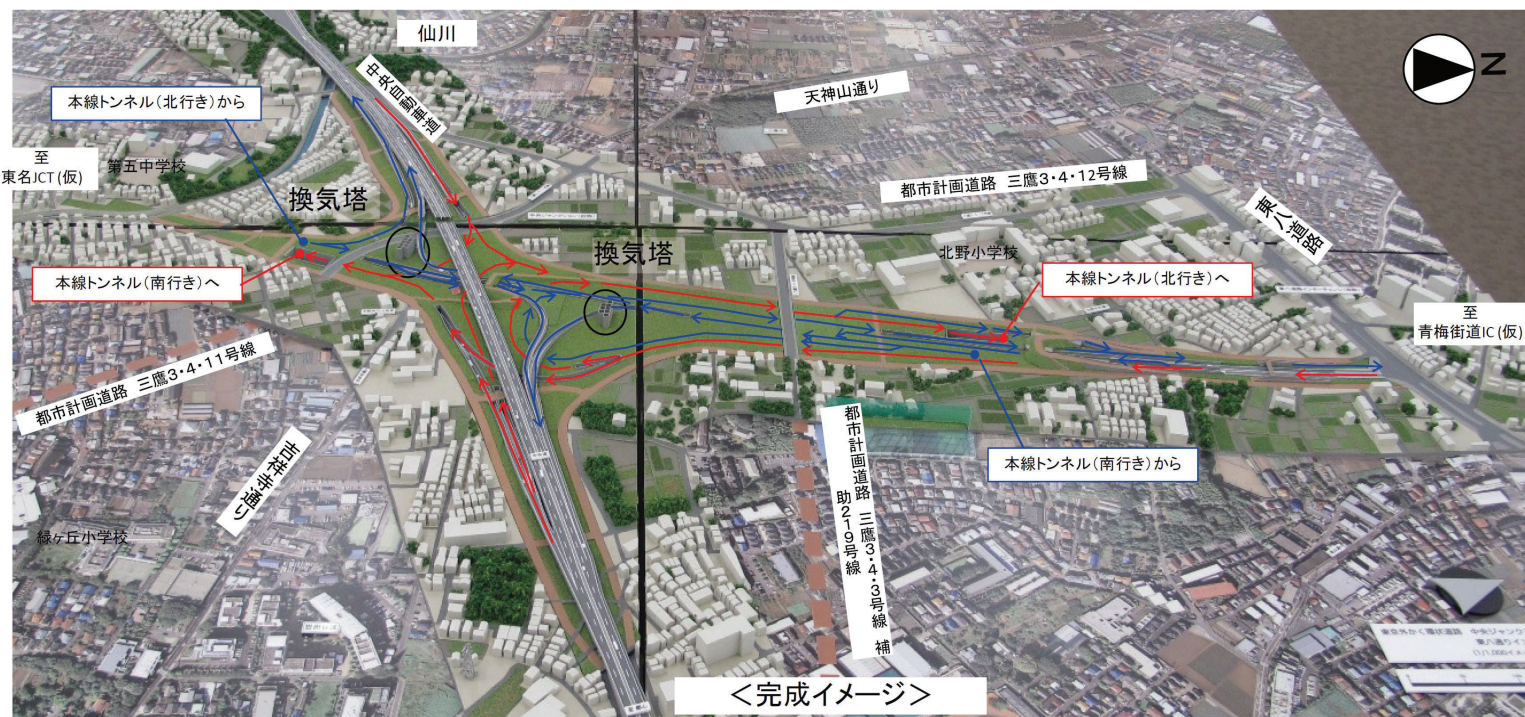 仙川
中央自動車道
天神山通り
本線トンネル(北行き)から
至
東名JCT(仮)
第五中学校
換気塔
都市計画道路 三鷹3・4・12号線
東八道路
換気塔
北野小学校
本線トンネル(南行き)へ
本線トンネル(北行き)へ
至
青梅街道IC(仮)
都市計画道路 三鷹3・4・11号線
吉祥寺通り
緑ヶ丘小学校
本線トンネル(南行き)から
都市計画道路 三鷹3・4・3号線 補
助219号線
<完成イメージ>
N